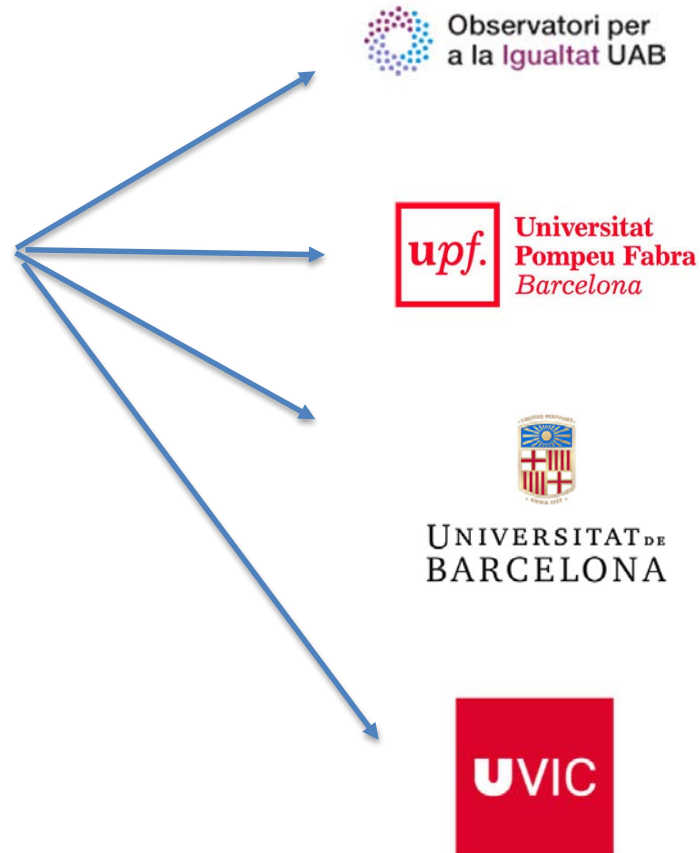 Observatori per
a la Igualtat UAB
upf.
Universitat
Pompeu Fabra
Barcelona
UNIVERSITAT DE
BARCELONA
UVIC